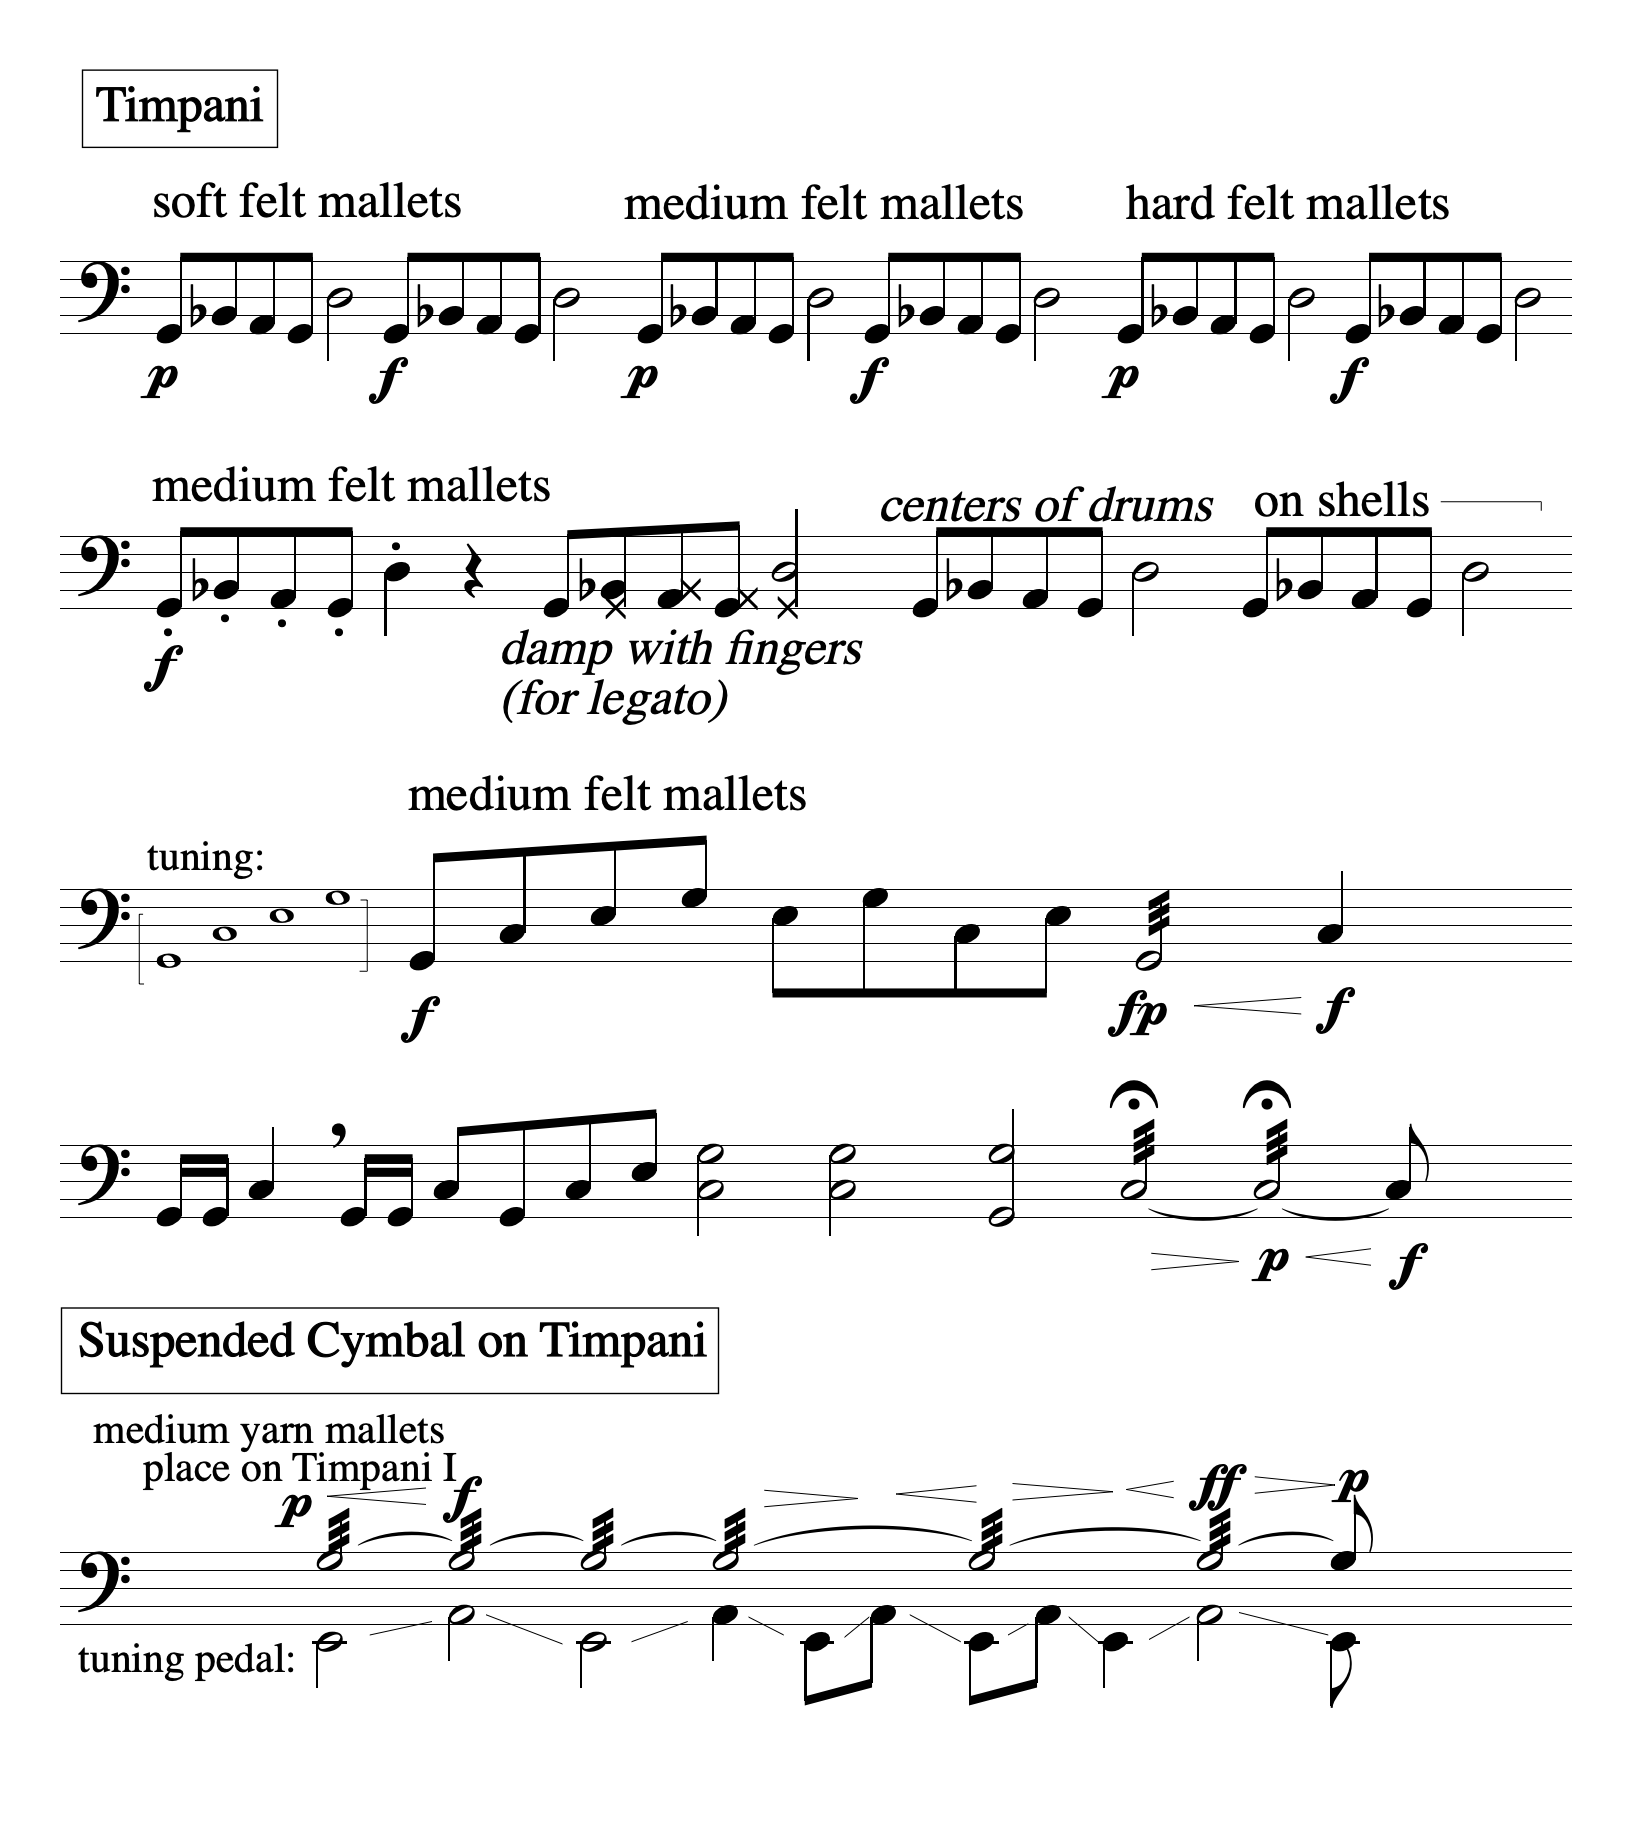 Timpani
soft felt mallets medium felt mallets hard felt mallets
p f p f p f
medium felt mallets centers of drums on shells
f damp with fingers
(for legato)
medium felt mallets
tuning:
f fp f
p f
Suspended Cymbal on Timpani
medium yarn mallets
place on Timpani I
p f ff p
tuning pedal: